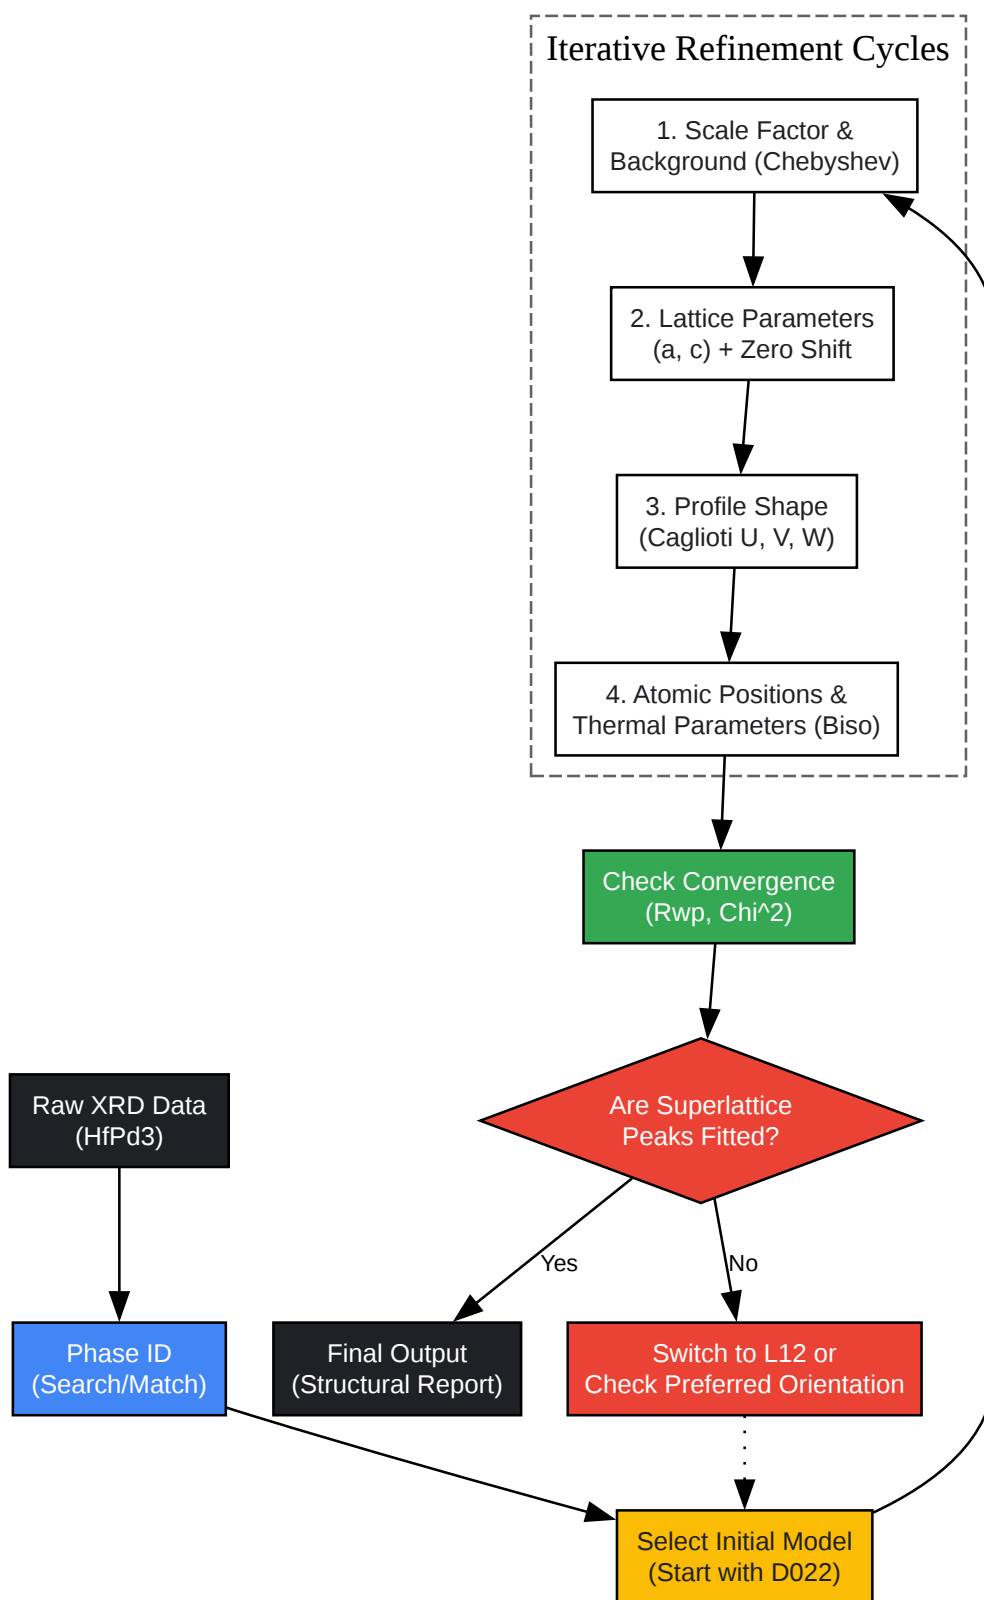 Iterative Refinement Cycles
1. Scale Factor &
Background (Chebyshev)
2. Lattice Parameters
(a, c) + Zero Shift
3. Profile Shape
(Caglioti U, V, W)
4. Atomic Positions &
Thermal Parameters (Biso)
Check Convergence
(Rwp, Chi^2)
Are Superlattice
Peaks Fitted?
Raw XRD Data
(HfPd3)
Yes
No
Phase ID
(Search/Match)
Final Output
(Structural Report)
Switch to L12 or
Check Preferred Orientation
Select Initial Model
(Start with D022)